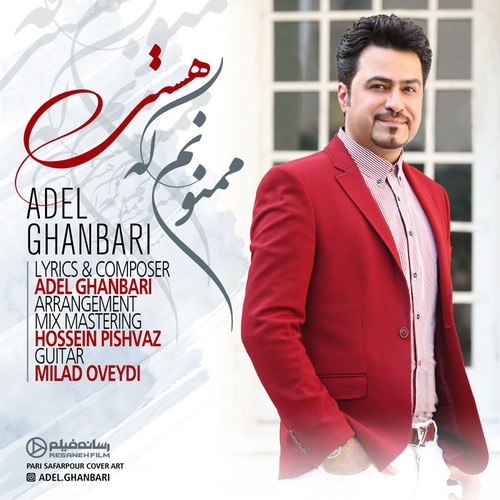 ممنونم که هستی
ADEL
GHANBARI
LYRICS & COMPOSER
ADEL GHANBARI
ARRANGEMENT
MIX MASTERING
HOSSEIN PISHVAZ
GUITAR
MILAD OVEYDI
رسانه فیلم
RESANEH FILM
PARI SAFARPOUR COVER ART
ADEL.GHANBARI